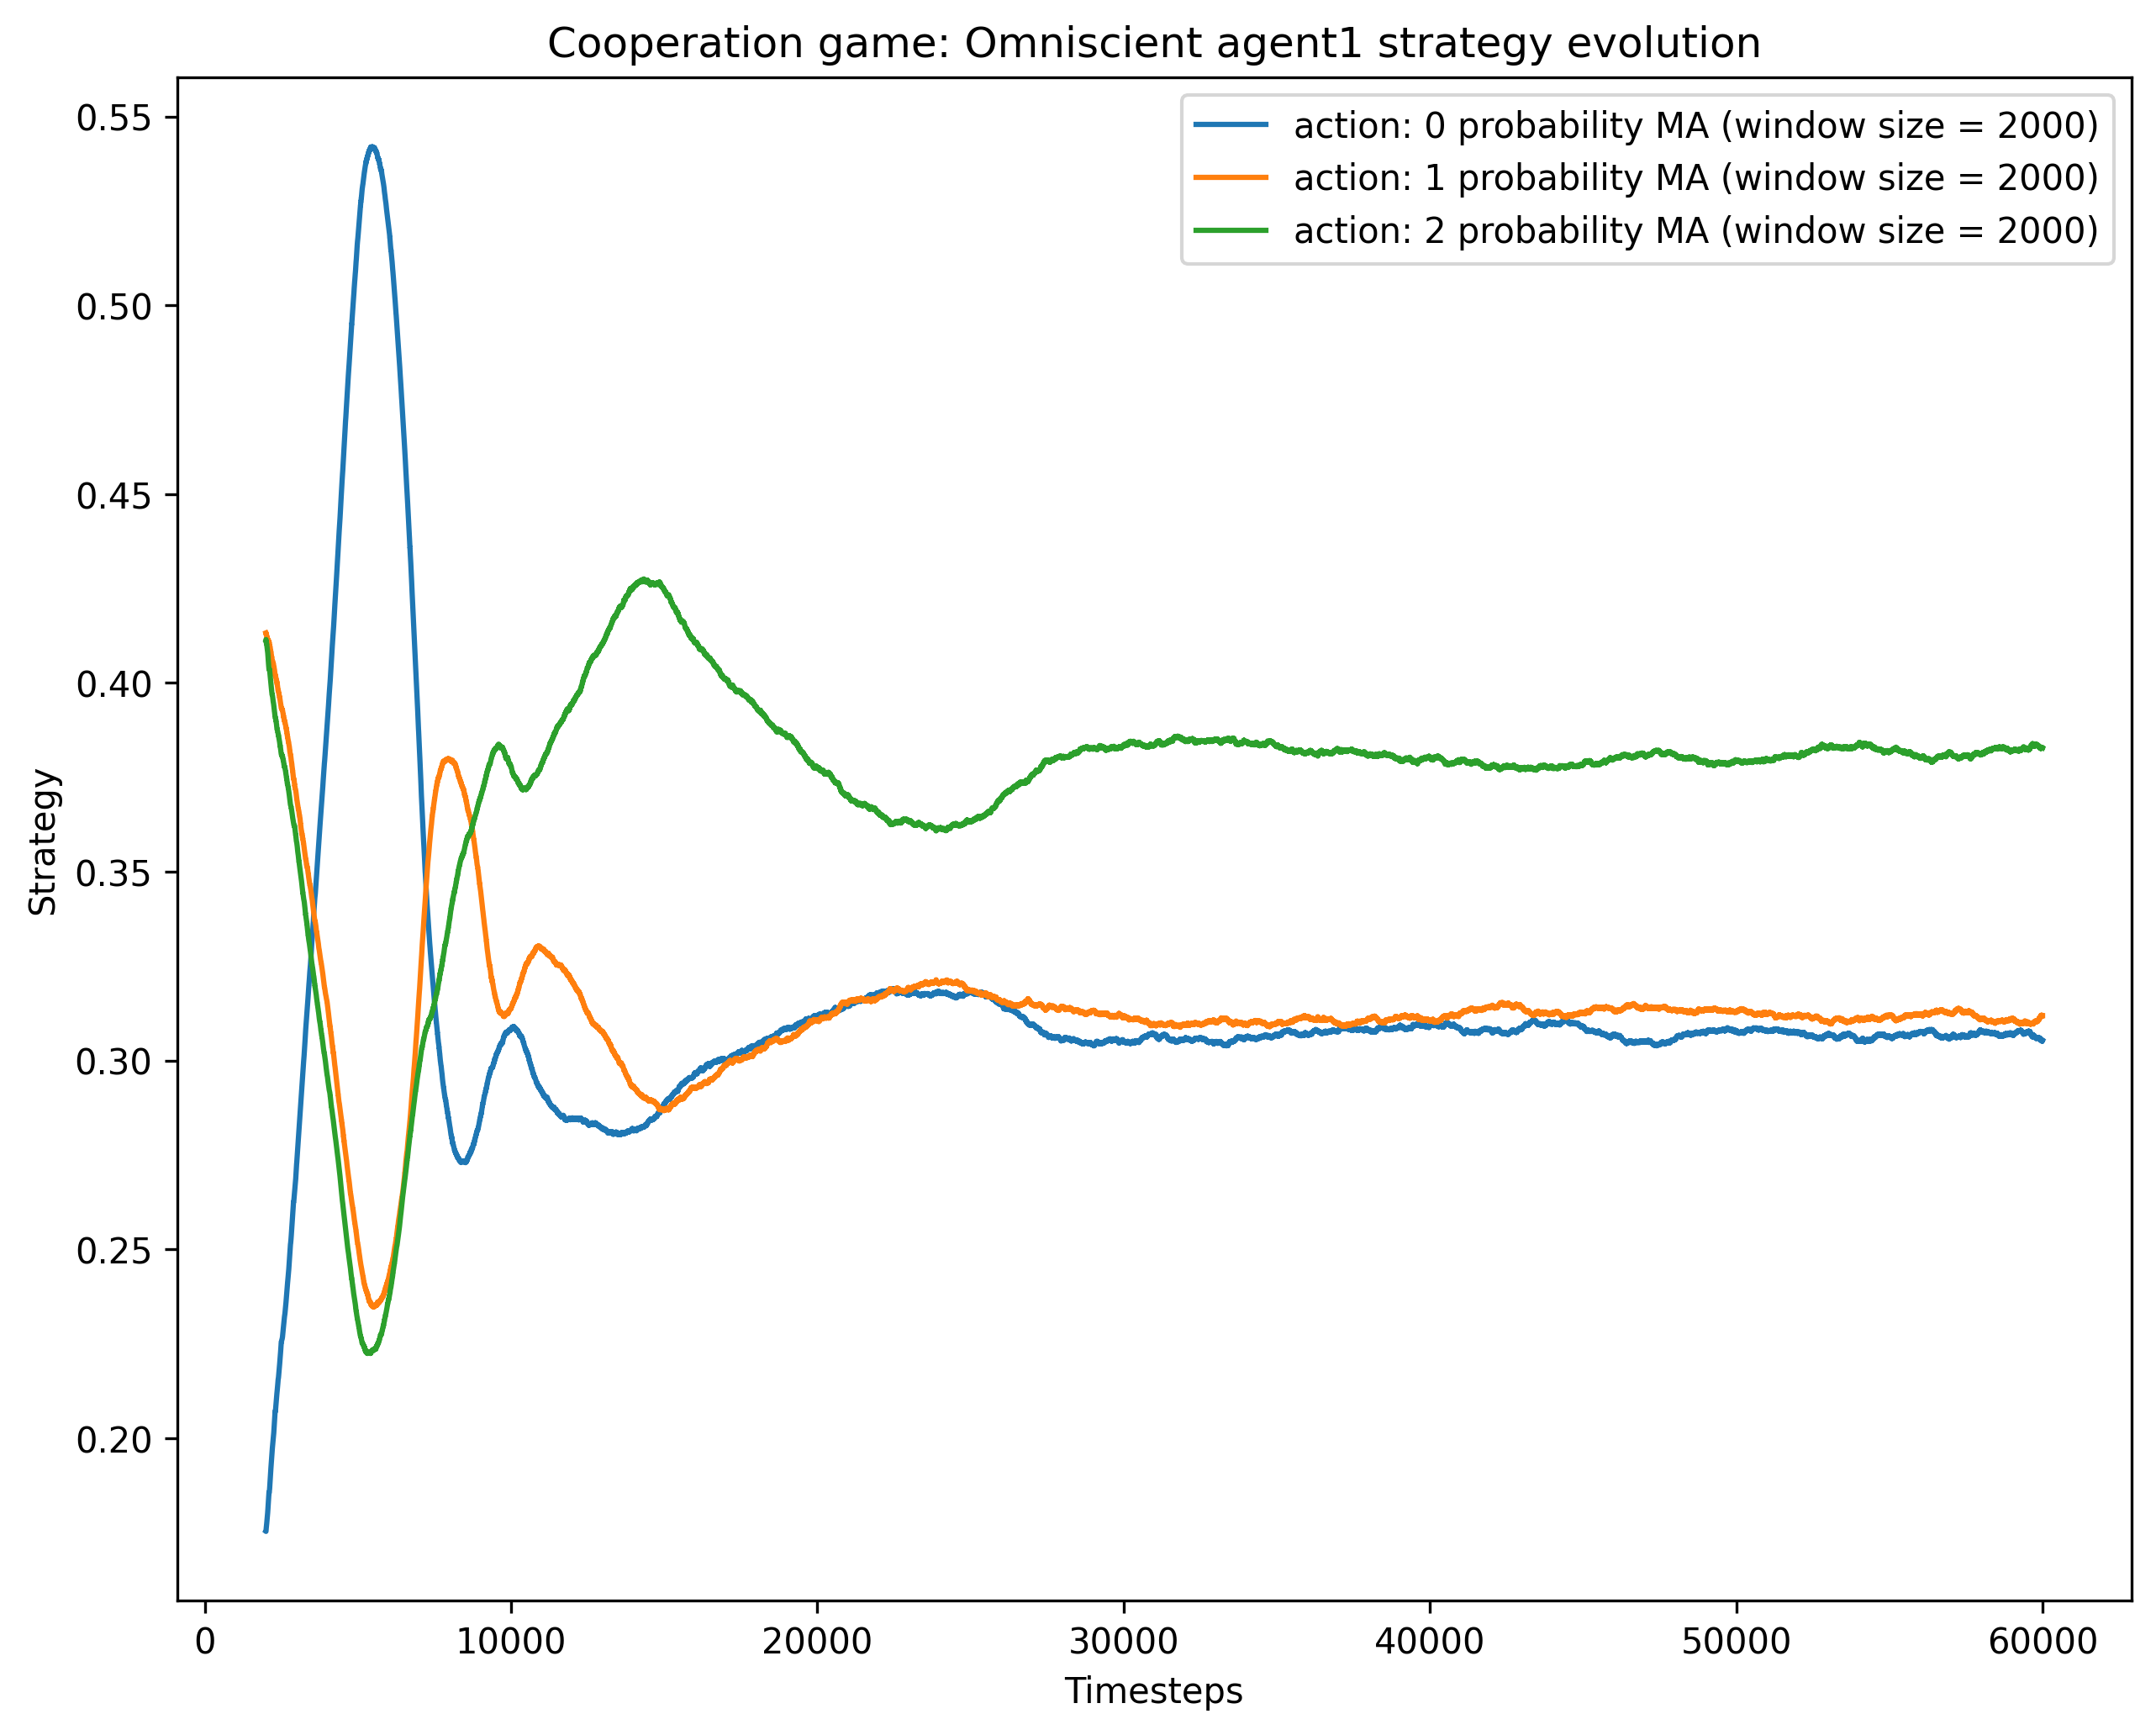 Cooperation game: Omniscient agent1 strategy evolution
action: 0 probability MA (window size = 2000)
action: 1 probability MA (window size = 2000)
action: 2 probability MA (window size = 2000)
0.55
0.50
0.45
0.40
0.35
0.30
0.25
0.20
Strategy
0 10000 20000 30000 40000 50000 60000
Timesteps